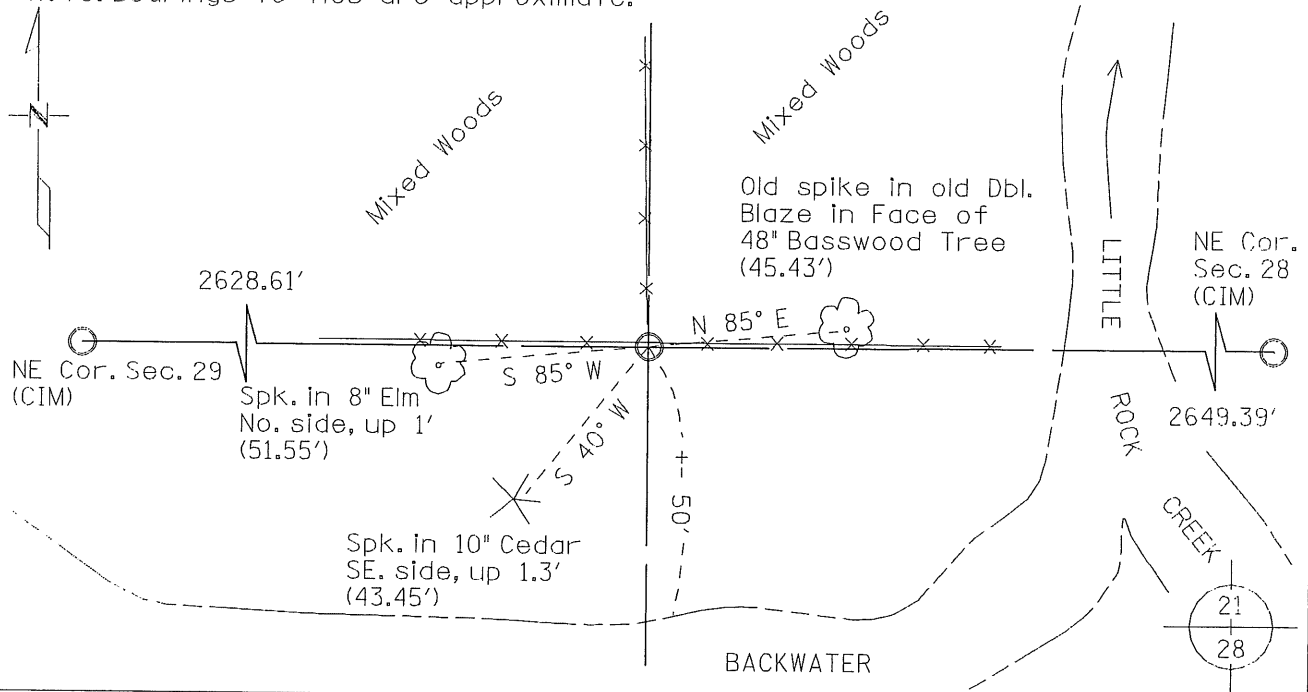 Bearings to ties are approximate.
N
Mixed Woods
Mixed Woods
Old spike in old Dbl.
Blaze in Face of
48" Basswood Tree
(45.43')
2628.61'
NE Cor. Sec. 29
(CIM)
Spk. in 8" Elm
No. side, up 1'
(51.55')
S 85° W
N 85° E
S 40° W
Spk. in 10" Cedar
SE. side, up 1.3'
(43.45')
+- 50'
LITTLE
ROCK
CREEK
NE Cor.
Sec. 28
(CIM)
2649.39'
BACKWATER
21
28